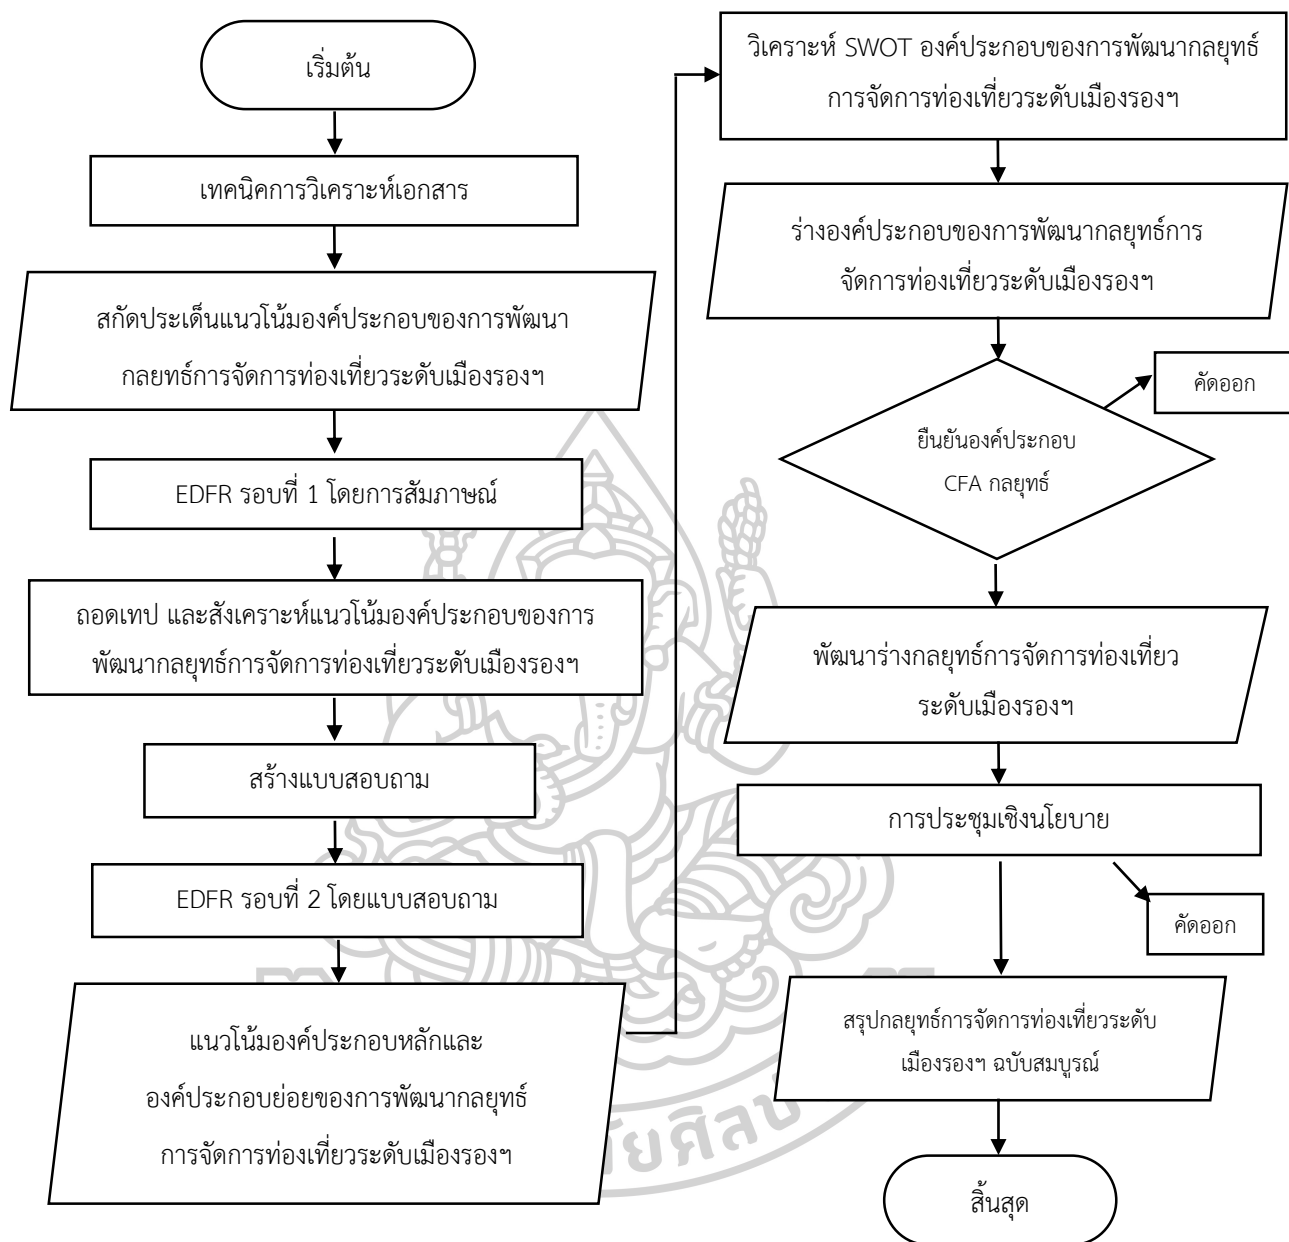 เริ่มต้น
เทคนิคการวิเคราะห์เอกสาร
สกัดประเด็นแนวโน้มองค์ประกอบของการพัฒนา
กลยทธ์การจัดการท่องเที่ยวระดับเมืองรองฯ
EDFR รอบที่ 1 โดยการสัมภาษณ์
ถอดเทป และสังเคราะห์แนวโน้มองค์ประกอบของการ
พัฒนากลยุทธ์การจัดการท่องเที่ยวระดับเมืองรองฯ
สร้างแบบสอบถาม
EDFR รอบที่ 2 โดยแบบสอบถาม
แนวโน้มองค์ประกอบหลักและ
องค์ประกอบย่อยของการพัฒนากลยุทธ์
การจัดการท่องเที่ยวระดับเมืองรองฯ
วิเคราะห์ SWOT องค์ประกอบของการพัฒนากลยุทธ์
การจัดการท่องเที่ยวระดับเมืองรองฯ
ร่างองค์ประกอบของการพัฒนากลยุทธ์การ
จัดการท่องเที่ยวระดับเมืองรองฯ
ยืนยันองค์ประกอบ
CFA กลยุทธ์
คัดออก
พัฒนาร่างกลยุทธ์การจัดการท่องเที่ยว
ระดับเมืองรองฯ
การประชุมเชิงนโยบาย
คัดออก
สรุปกลยุทธ์การจัดการท่องเที่ยวระดับ
เมืองรองฯ ฉบับสมบูรณ์
สิ้นสุด